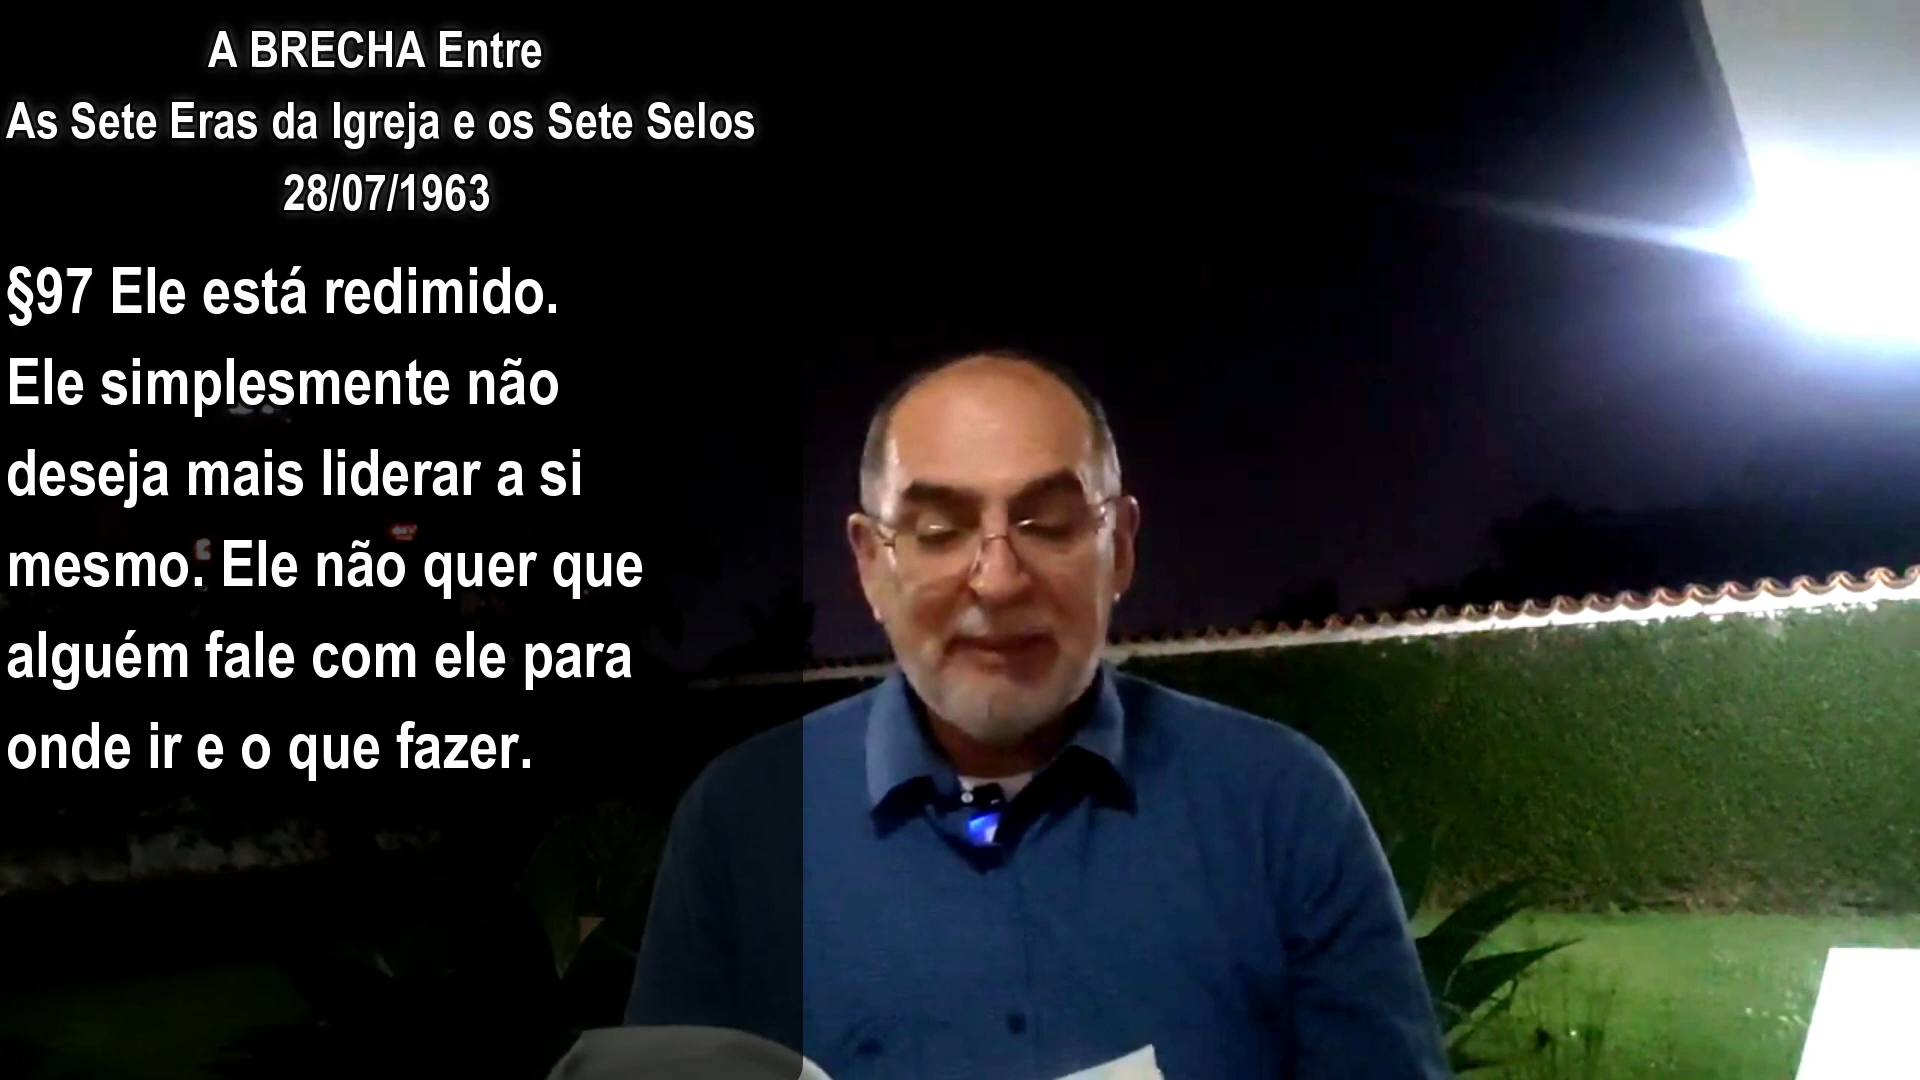 A BRECHA Entre
As Sete Eras da Igreja e os Sete Selos
28/07/1963
§97 Ele está redimido.
Ele simplesmente não
deseja mais liderar a si
mesmo. Ele não quer que
alguém fale com ele para
onde ir e o que fazer.